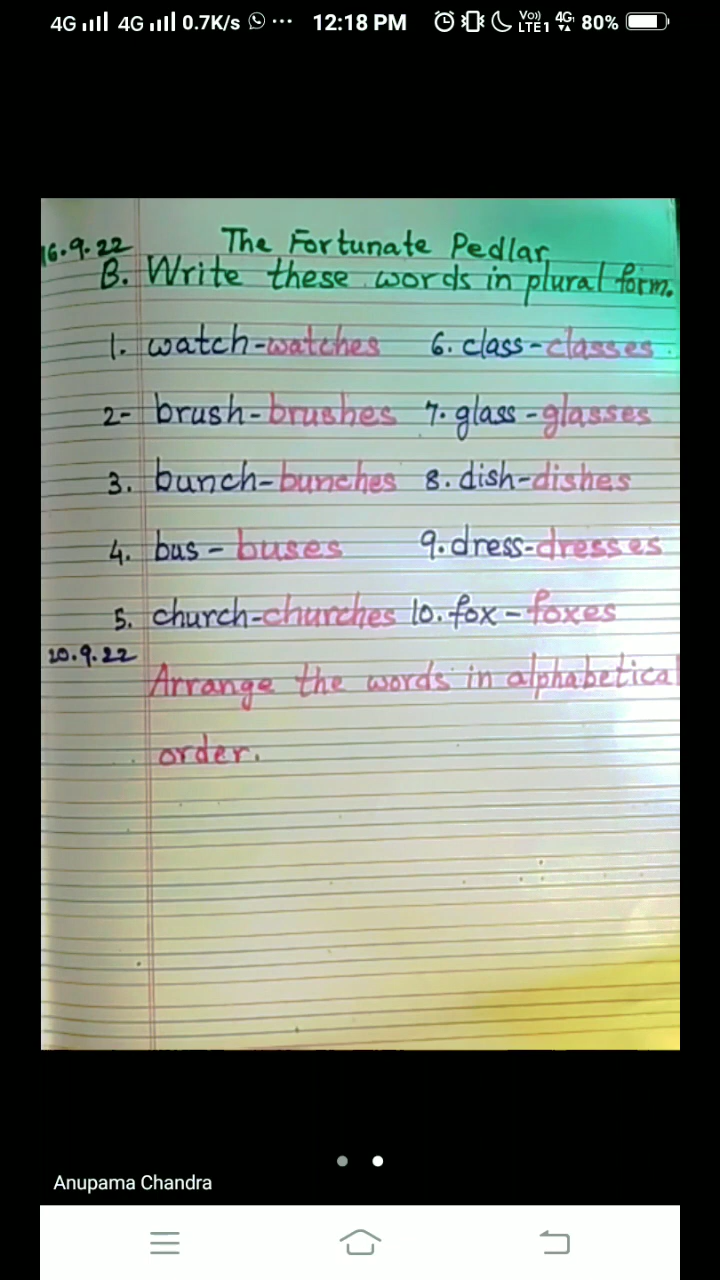 4G 4G 0.7K/s ... 12:18 PM Vo)) LTE1 4G 80%
16.9.22 The Fortunate Pedlar
B. Write these words in plural form.
1. watch-watches 6. class-classes
2- brush-brushes 7. glass-glasses
3. bunch-bunches 8. dish-dishes
4. bus-buses 9. dress-dresses
5. church-churches 10. fox-foxes
20.9.22
Arrange the words in alphabetical
order.
Anupama Chandra